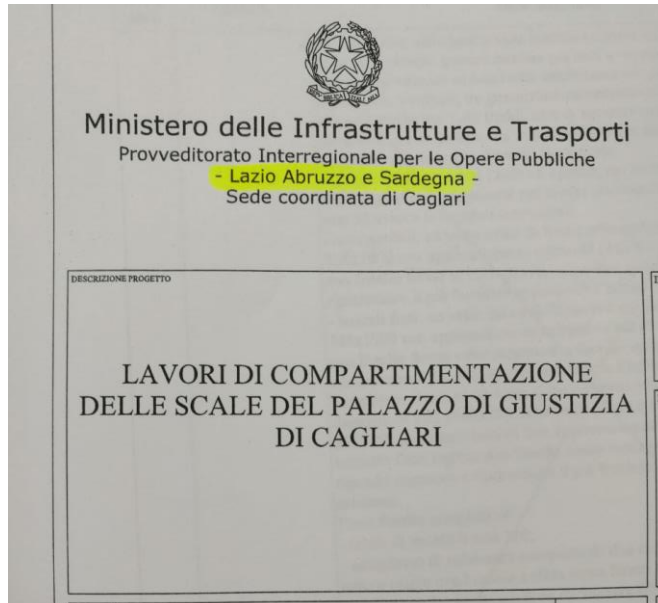 Ministero delle Infrastrutture e Trasporti
Provveditorato Interregionale per le Opere Pubbliche
- Lazio Abruzzo e Sardegna -
Sede coordinata di Caglari
DESCRIZIONE PROGETTO
LAVORI DI COMPARTIMENTAZIONE
DELLE SCALE DEL PALAZZO DI GIUSTIZIA
DI CAGLIARI